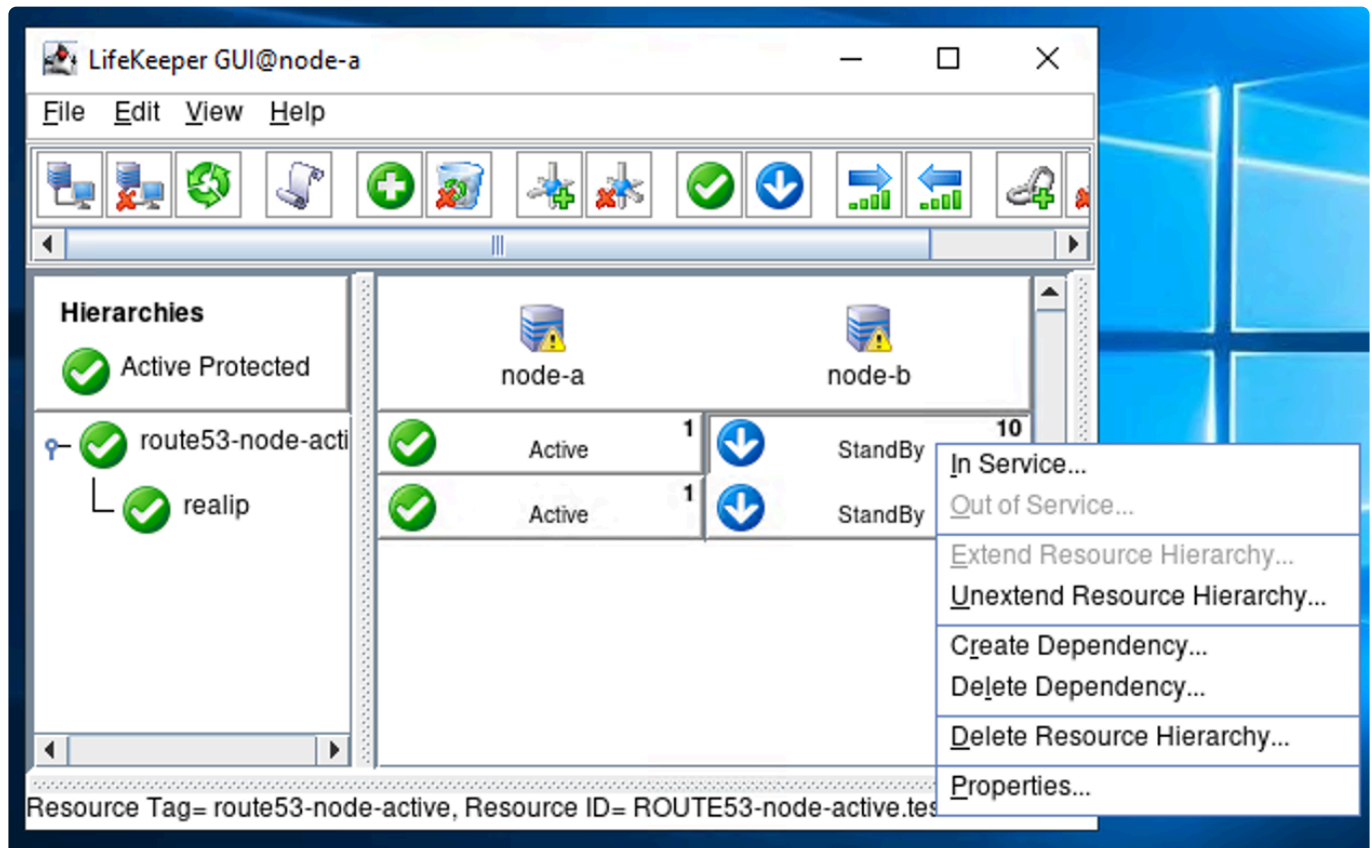 LifeKeeper GUI@node-a
File Edit View Help
Hierarchies
Active Protected
node-a
node-b
route53-node-acti
Active
1
StandBy
10
realip
Active
1
StandBy
In Service...
Out of Service...
Extend Resource Hierarchy...
Unextend Resource Hierarchy...
Create Dependency...
Delete Dependency...
Delete Resource Hierarchy...
Properties...
Resource Tag= route53-node-active, Resource ID= ROUTE53-node-active.tes